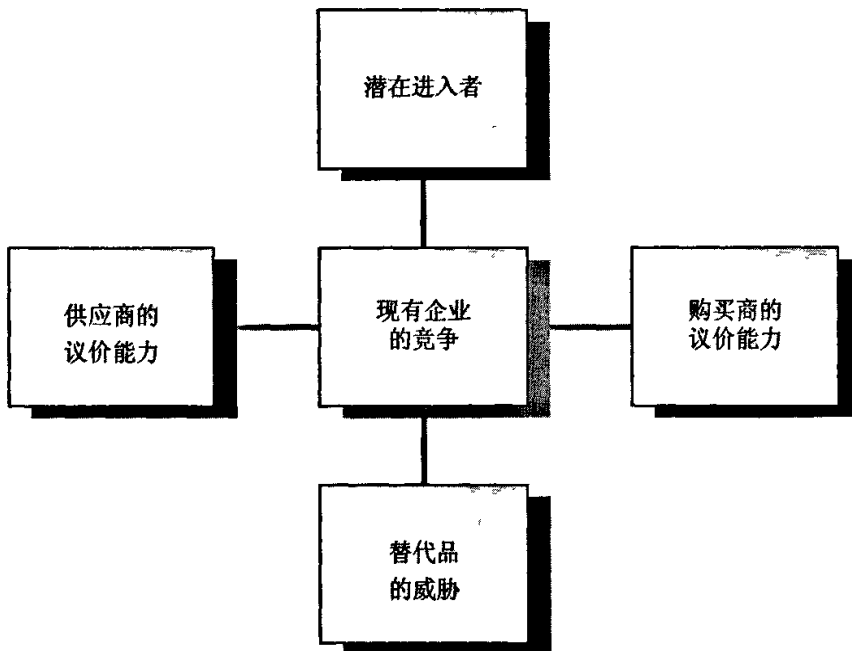 潜在进入者
供应商的
议价能力
现有企业
的竞争
购买商的
议价能力
替代品
的威胁